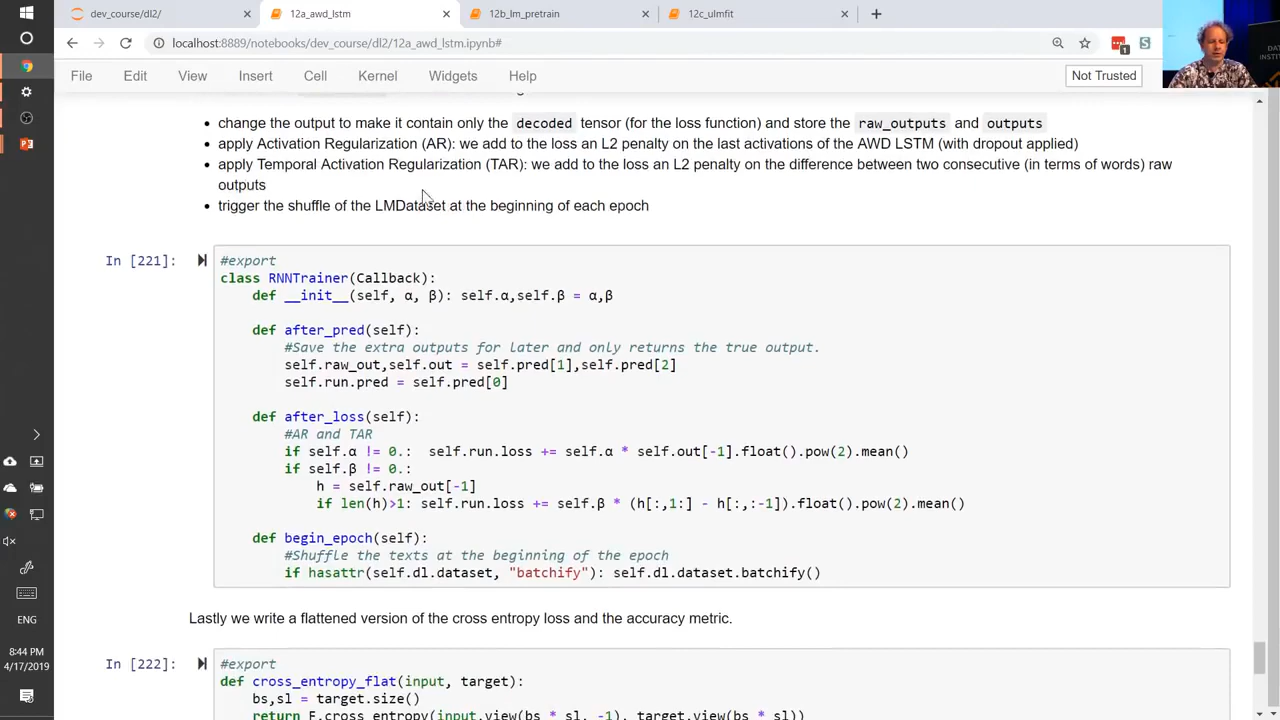 dev_course/dl2/
12a_awd_lstm
12b_lm_pretrain
12c_ulmfit
localhost:8889/notebooks/dev_course/dl2/12a_awd_lstm.ipynb#
1
S
File Edit View Insert Cell Kernel Widgets Help
Not Trusted
• change the output to make it contain only the decoded tensor (for the loss function) and store the raw_outputs and outputs
• apply Activation Regularization (AR): we add to the loss an L2 penalty on the last activations of the AWD LSTM (with dropout applied)
• apply Temporal Activation Regularization (TAR): we add to the loss an L2 penalty on the difference between two consecutive (in terms of words) raw
outputs
• trigger the shuffle of the LMDataset at the beginning of each epoch
In [221]:
#export
class RNNTrainer(Callback):
def __init__(self, α, β): self.α,self.β = α,β
def after_pred(self):
#Save the extra outputs for later and only returns the true output.
self.raw_out,self.out = self.pred[1],self.pred[2]
self.run.pred = self.pred[0]
def after_loss(self):
#AR and TAR
if self.α != 0.: self.run.loss += self.α * self.out[-1].float().pow(2).mean()
if self.β != 0.:
h = self.raw_out[-1]
if len(h)>1: self.run.loss += self.β * (h[:,1:] - h[:,:-1]).float().pow(2).mean()
def begin_epoch(self):
#Shuffle the texts at the beginning of the epoch
if hasattr(self.dl.dataset, "batchify"): self.dl.dataset.batchify()
Lastly we write a flattened version of the cross entropy loss and the accuracy metric.
In [222]:
#export
def cross_entropy_flat(input, target):
bs,sl = target.size()
return F.cross_entropy(input.view(bs * sl, -1), target.view(bs * sl))
ENG
8:44 PM
4/17/2019